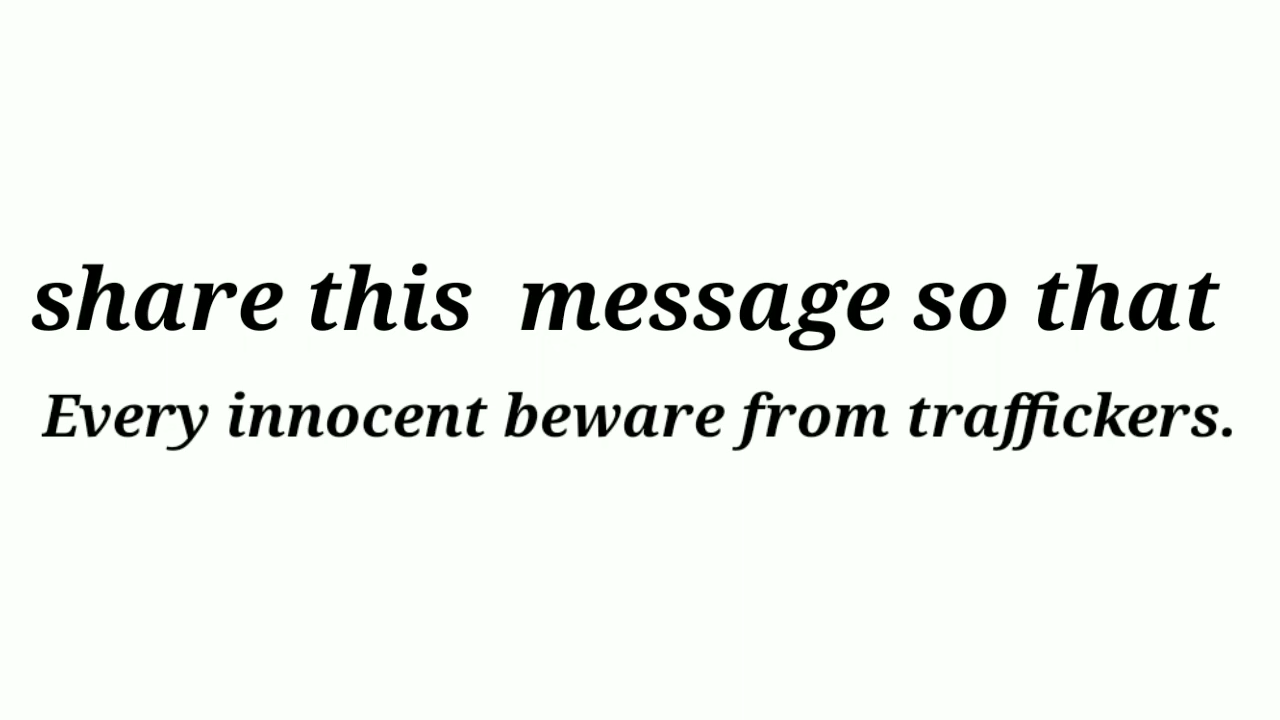 share this  message so that
Every innocent beware from traffickers.